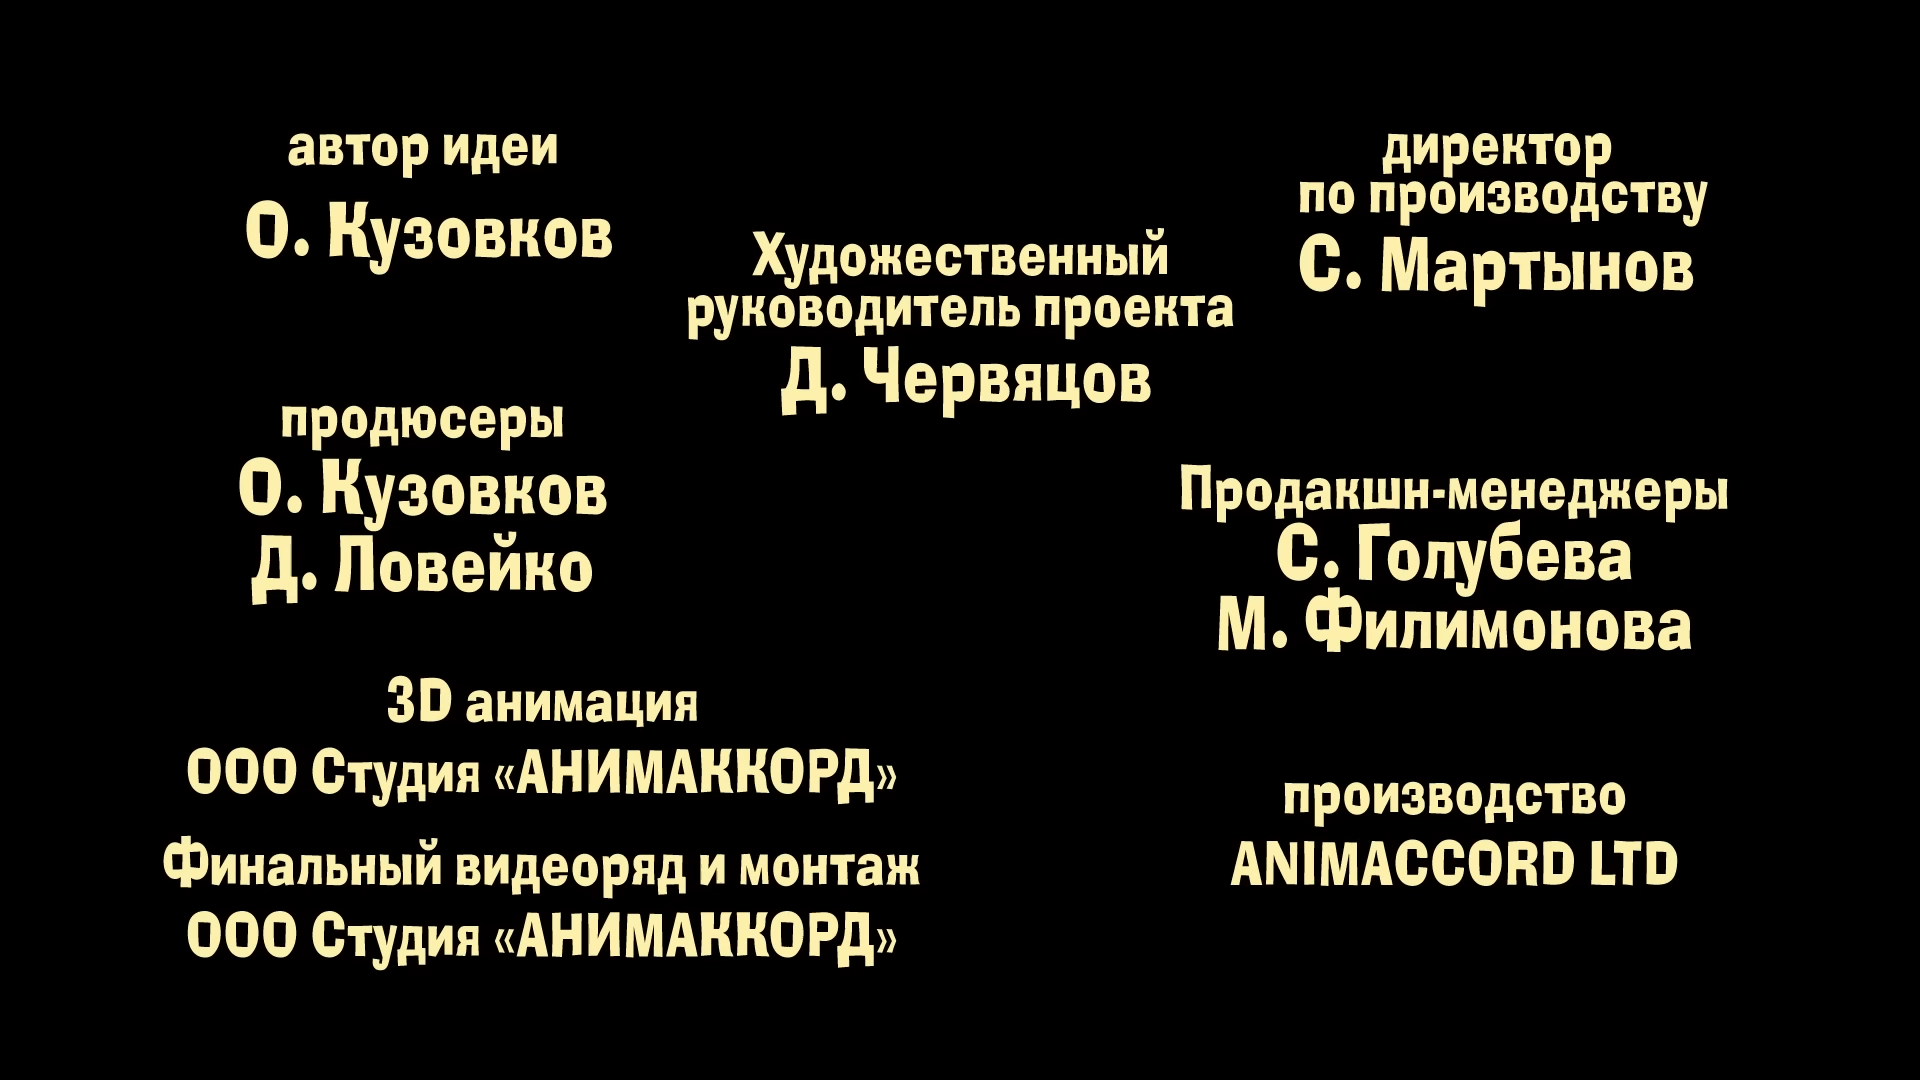 автор идеи
О. Кузовков
продюсеры
О. Кузовков
Д. Ловейко
Художественный
руководитель проекта
Д. Червяцов
директор
по производству
С. Мартынов
Продакшн-менеджеры
С. Голубева
М. Филимонова
3D анимация
ООО Студия «АНИМАККОРД»
Финальный видеоряд и монтаж
ООО Студия «АНИМАККОРД»
производство
ANIMACCORD LTD